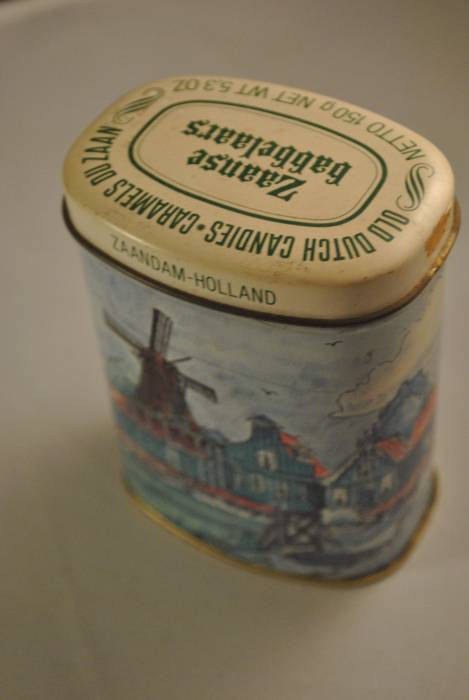 Zaanse
babbelaars
OLD DUTCH CANDIES•CARAMELS DU ZAAN
NETTO 150 g NET WT 5.3 OZ.
ZAANDAM-HOLLAND